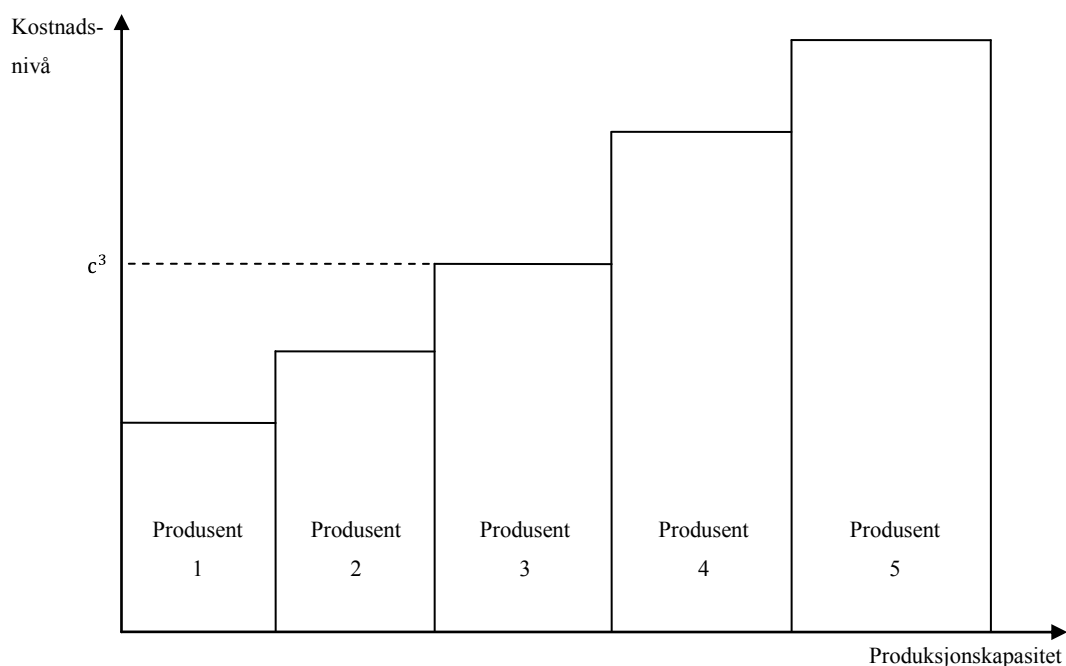 Kostnads-
nivå
c³
Produsent
1
Produsent
2
Produsent
3
Produsent
4
Produsent
5
Produksjonskapasitet